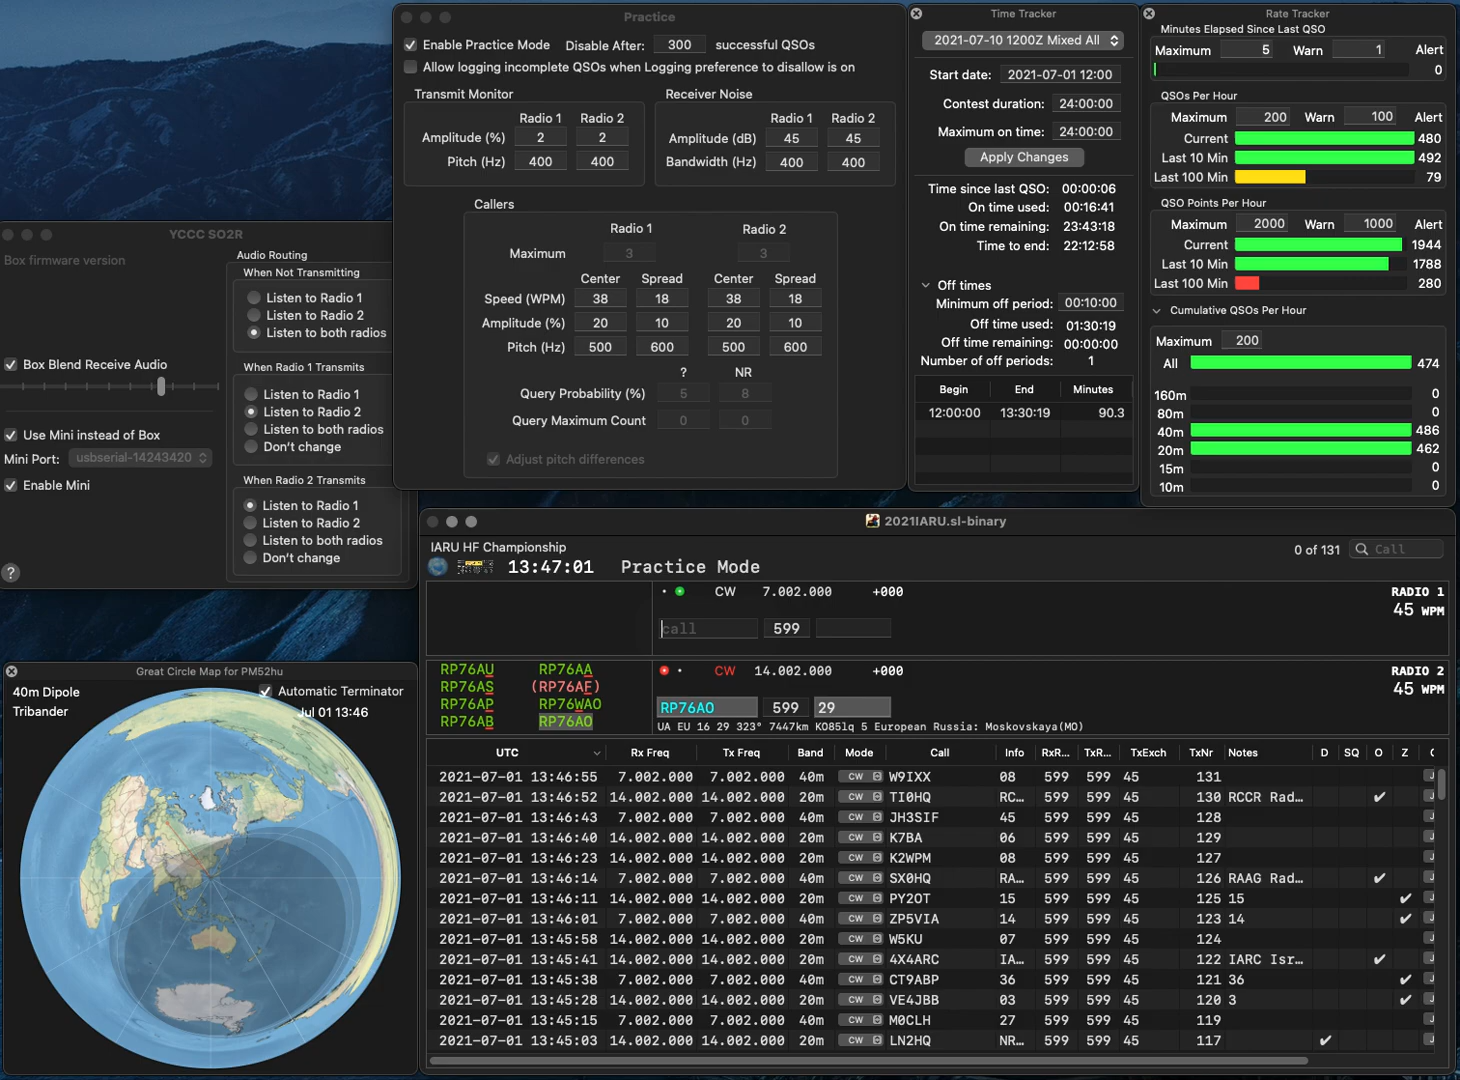 Practice
Enable Practice Mode Disable After: 300 successful QSOs
Allow logging incomplete QSOs when Logging preference to disallow is on
Transmit Monitor
Radio 1 Radio 2
Amplitude (%) 2 2
Pitch (Hz) 400 400
Receiver Noise
Radio 1 Radio 2
Amplitude (dB) 45 45
Bandwidth (Hz) 400 400
Callers
Radio 1 Radio 2
Maximum 3 3
Center Spread Center Spread
Speed (WPM) 38 18 38 18
Amplitude (%) 20 10 20 10
Pitch (Hz) 500 600 500 600
? NR
Query Probability (%) 5 8
Query Maximum Count 0 0
Adjust pitch differences
Time Tracker
2021-07-10 1200Z Mixed All
Start date: 2021-07-01 12:00
Contest duration: 24:00:00
Maximum on time: 24:00:00
Apply Changes
Time since last QSO: 00:00:06
On time used: 00:16:41
On time remaining: 23:43:18
Time to end: 22:12:58
Off times
Minimum off period: 00:10:00
Off time used: 01:30:19
Off time remaining: 00:00:00
Number of off periods: 1
Begin End Minutes
12:00:00 13:30:19 90.3
Rate Tracker
Minutes Elapsed Since Last QSO
Maximum 5 Warn 1 Alert
0
QSOs Per Hour
Maximum 200 Warn 100 Alert
Current 480
Last 10 Min 492
Last 100 Min 79
QSO Points Per Hour
Maximum 2000 Warn 1000 Alert
Current 1944
Last 10 Min 1788
Last 100 Min 280
Cumulative QSOs Per Hour
Maximum 200
All 474
160m 0
80m 0
40m 486
20m 462
15m 0
10m 0
YCCC SO2R
Box firmware version
Box Blend Receive Audio
Use Mini instead of Box
Mini Port: usbserial-14243420
Enable Mini
?
Audio Routing
When Not Transmitting
Listen to Radio 1
Listen to Radio 2
Listen to both radios
When Radio 1 Transmits
Listen to Radio 1
Listen to Radio 2
Listen to both radios
Don't change
When Radio 2 Transmits
Listen to Radio 1
Listen to Radio 2
Listen to both radios
Don't change
Great Circle Map for PM52hu
40m Dipole Automatic Terminator
Tribander Jul 01 13:46
2021IARU.sl-binary
IARU HF Championship 0 of 131 Call
13:47:01 Practice Mode
CW 7.002.000 +000 RADIO 1
45 WPM
call 599
RP76AU RP76AA
RP76AS (RP76AF)
RP76AP RP76WAO
RP76AB RP76AO
CW 14.002.000 +000 RADIO 2
45 WPM
RP76AO 599 29
UA EU 16 29 323° 7447km KO85lq 5 European Russia: Moskovskaya(MO)
UTC Rx Freq Tx Freq Band Mode Call Info RxR... TxR... TxExch TxNr Notes D SQ O Z
2021-07-01 13:46:55 7.002.000 7.002.000 40m CW W9IXX 08 599 599 45 131
2021-07-01 13:46:52 14.002.000 14.002.000 20m CW TI0HQ RC... 599 599 45 130 RCCR Rad... ✔
2021-07-01 13:46:43 7.002.000 7.002.000 40m CW JH3SIF 45 599 599 45 128
2021-07-01 13:46:40 14.002.000 14.002.000 20m CW K7BA 06 599 599 45 129
2021-07-01 13:46:23 14.002.000 14.002.000 20m CW K2WPM 08 599 599 45 127
2021-07-01 13:46:14 7.002.000 7.002.000 40m CW SX0HQ RA... 599 599 45 126 RAAG Rad... ✔
2021-07-01 13:46:11 14.002.000 14.002.000 20m CW PY2OT 15 599 599 45 125 15 ✔
2021-07-01 13:46:01 7.002.000 7.002.000 40m CW ZP5VIA 14 599 599 45 123 14 ✔
2021-07-01 13:45:58 14.002.000 14.002.000 20m CW W5KU 07 599 599 45 124
2021-07-01 13:45:41 14.002.000 14.002.000 20m CW 4X4ARC IA... 599 599 45 122 IARC Isr... ✔
2021-07-01 13:45:38 7.002.000 7.002.000 40m CW CT9ABP 36 599 599 45 121 36 ✔
2021-07-01 13:45:28 14.002.000 14.002.000 20m CW VE4JBB 03 599 599 45 120 3 ✔
2021-07-01 13:45:15 7.002.000 7.002.000 40m CW M0CLH 27 599 599 45 119
2021-07-01 13:45:03 14.002.000 14.002.000 20m CW LN2HQ NR... 599 599 45 117 ✔